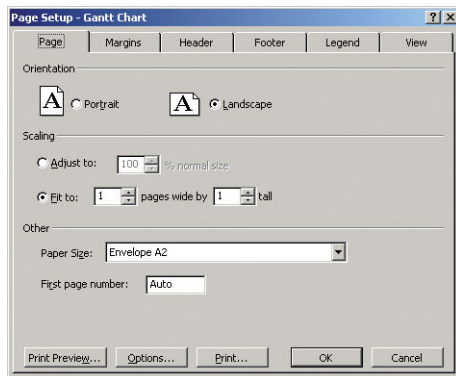 Page Setup - Gantt Chart
Page Margins Header Footer Legend View
Orientation
A Portrait A Landscape
Scaling
Adjust to: 100 % normal size
Fit to: 1 pages wide by 1 tall
Other
Paper Size: Envelope A2
First page number: Auto
Print Preview... Options... Print... OK Cancel